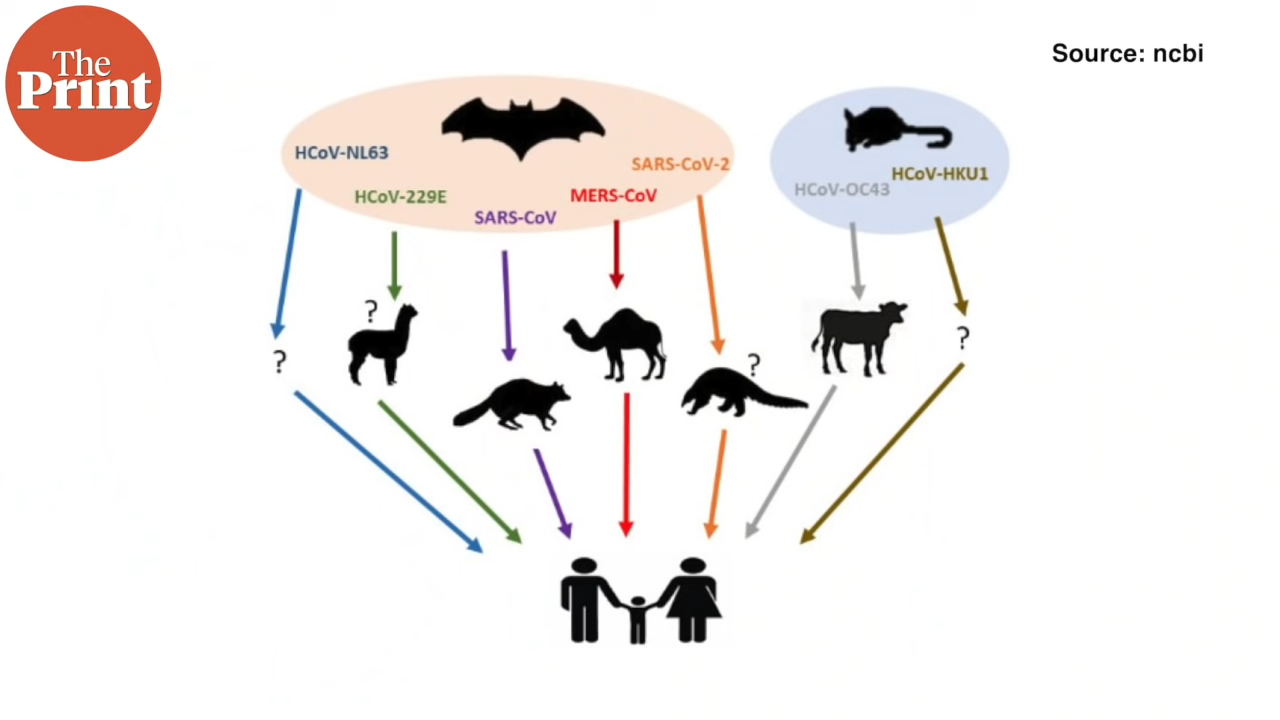 The
Print
Source: ncbi
HCoV-NL63
HCoV-229E
SARS-CoV
MERS-CoV
SARS-CoV-2
HCoV-OC43
HCoV-HKU1
?
?
?
?